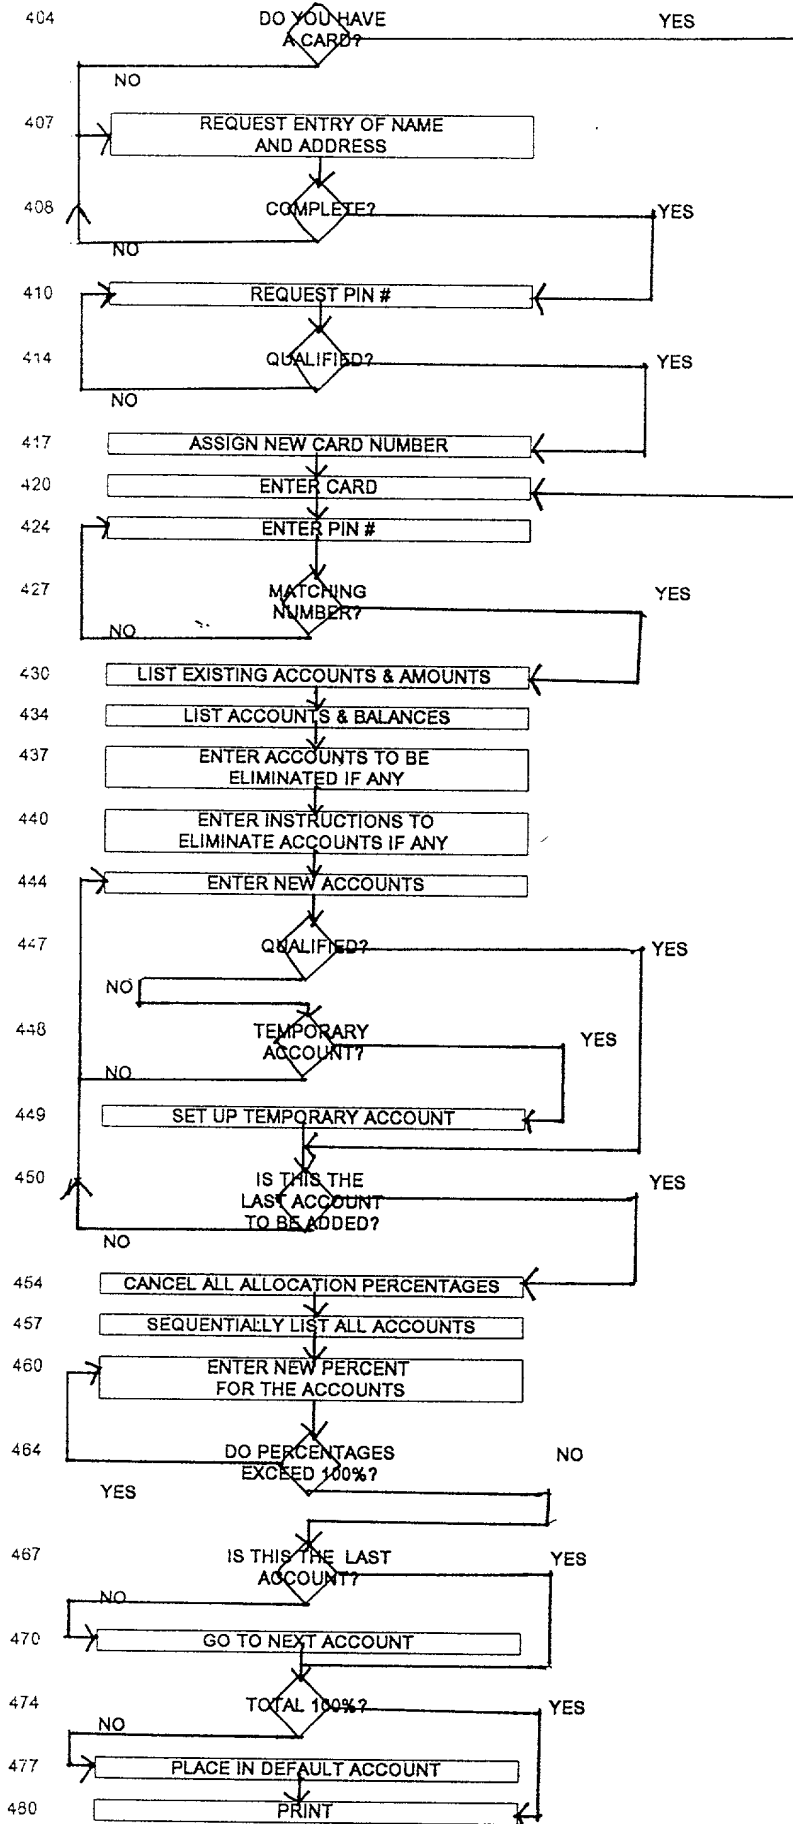 404 DO YOU HAVE YES
A CARD?
NO
407 REQUEST ENTRY OF NAME
AND ADDRESS
408 COMPLETE? YES
NO
410 REQUEST PIN #
414 QUALIFIED? YES
NO
417 ASSIGN NEW CARD NUMBER
420 ENTER CARD
424 ENTER PIN #
427 MATCHING YES
NUMBER?
NO
430 LIST EXISTING ACCOUNTS & AMOUNTS
434 LIST ACCOUNTS & BALANCES
437 ENTER ACCOUNTS TO BE
ELIMINATED IF ANY
440 ENTER INSTRUCTIONS TO
ELIMINATE ACCOUNTS IF ANY
444 ENTER NEW ACCOUNTS
447 QUALIFIED? YES
NO
448 TEMPORARY YES
ACCOUNT?
NO
449 SET UP TEMPORARY ACCOUNT
450 IS THIS THE YES
LAST ACCOUNT
TO BE ADDED?
NO
454 CANCEL ALL ALLOCATION PERCENTAGES
457 SEQUENTIALLY LIST ALL ACCOUNTS
460 ENTER NEW PERCENT
FOR THE ACCOUNTS
464 DO PERCENTAGES NO
EXCEED 100%?
YES
467 IS THIS THE LAST YES
ACCOUNT?
NO
470 GO TO NEXT ACCOUNT
474 TOTAL 100%? YES
NO
477 PLACE IN DEFAULT ACCOUNT
480 PRINT